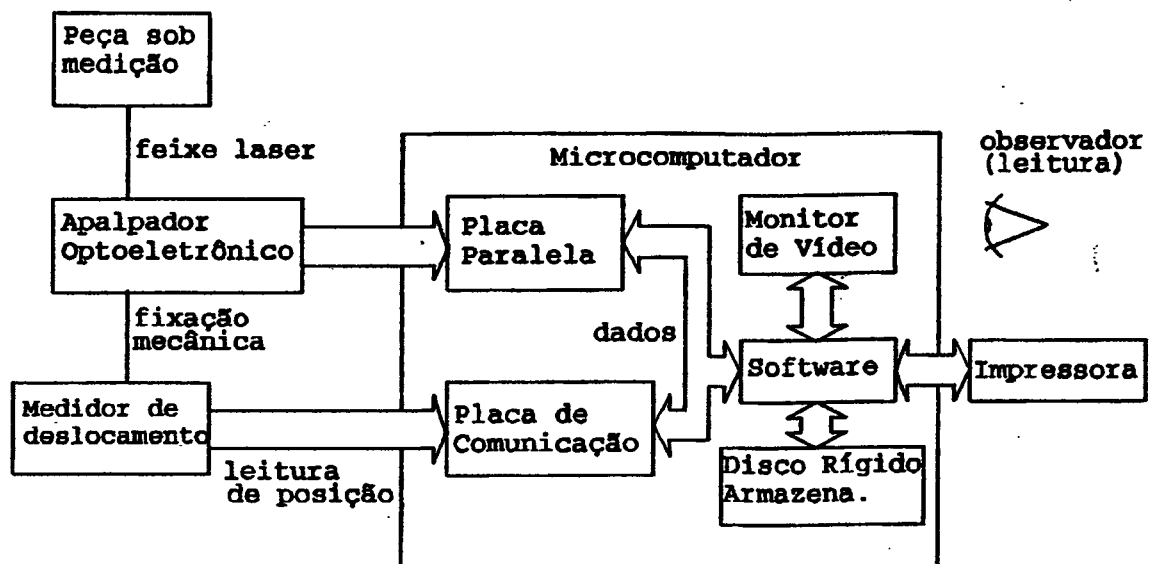 Peça sob
medição
feixe laser
Microcomputador
observador
(leitura)
Apalpador
Optoeletrônico
Placa
Paralela
Monitor
de Vídeo
fixação
mecânica
dados
Software
Impressora
Medidor de
deslocamento
Placa de
Comunicação
leitura
de posição
Disco Rígido
Armazena.